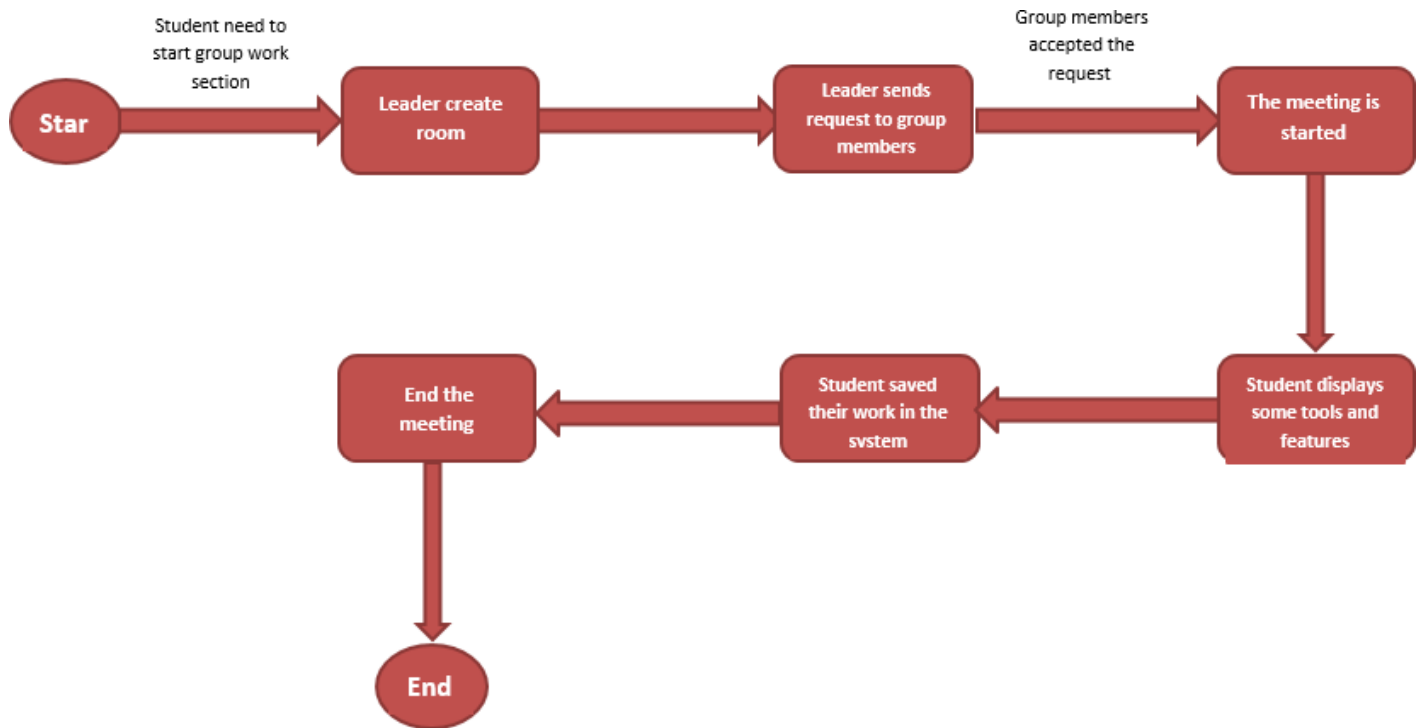 Student need to
start group work
section
Group members
accepted the
request
Star
Leader create
room
Leader sends
request to group
members
The meeting is
started
End the
meeting
Student saved
their work in the
system
Student displays
some tools and
features
End